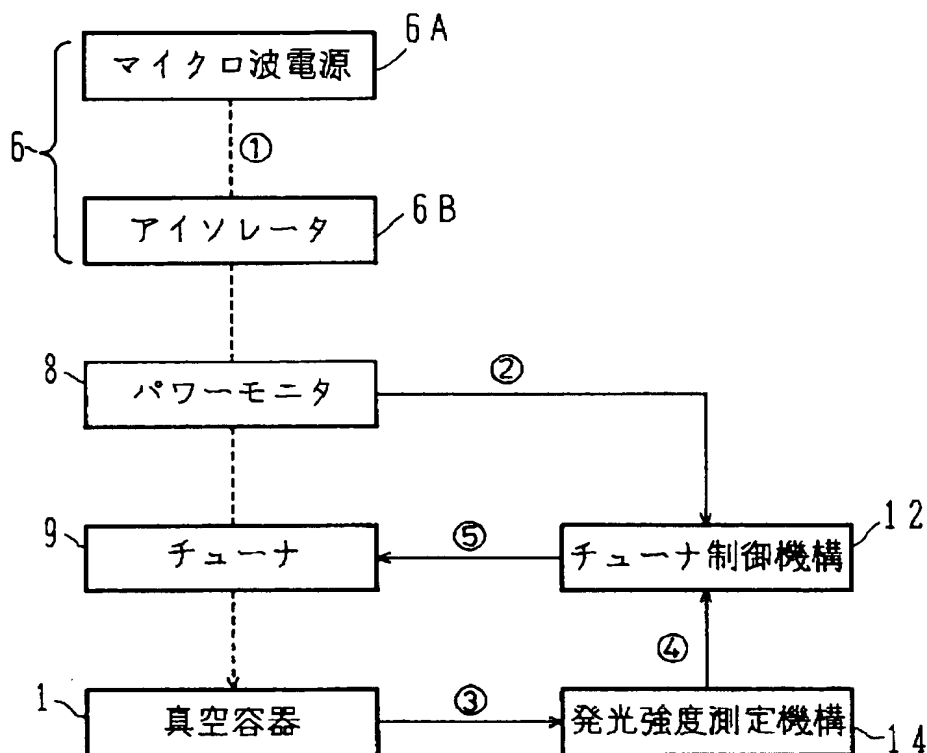 6A
マイクロ波電源
6
①
6B
アイソレータ
8
パワーモニタ
②
9
チューナ
⑤
12
チューナ制御機構
④
1
真空容器
③
発光強度測定機構
14